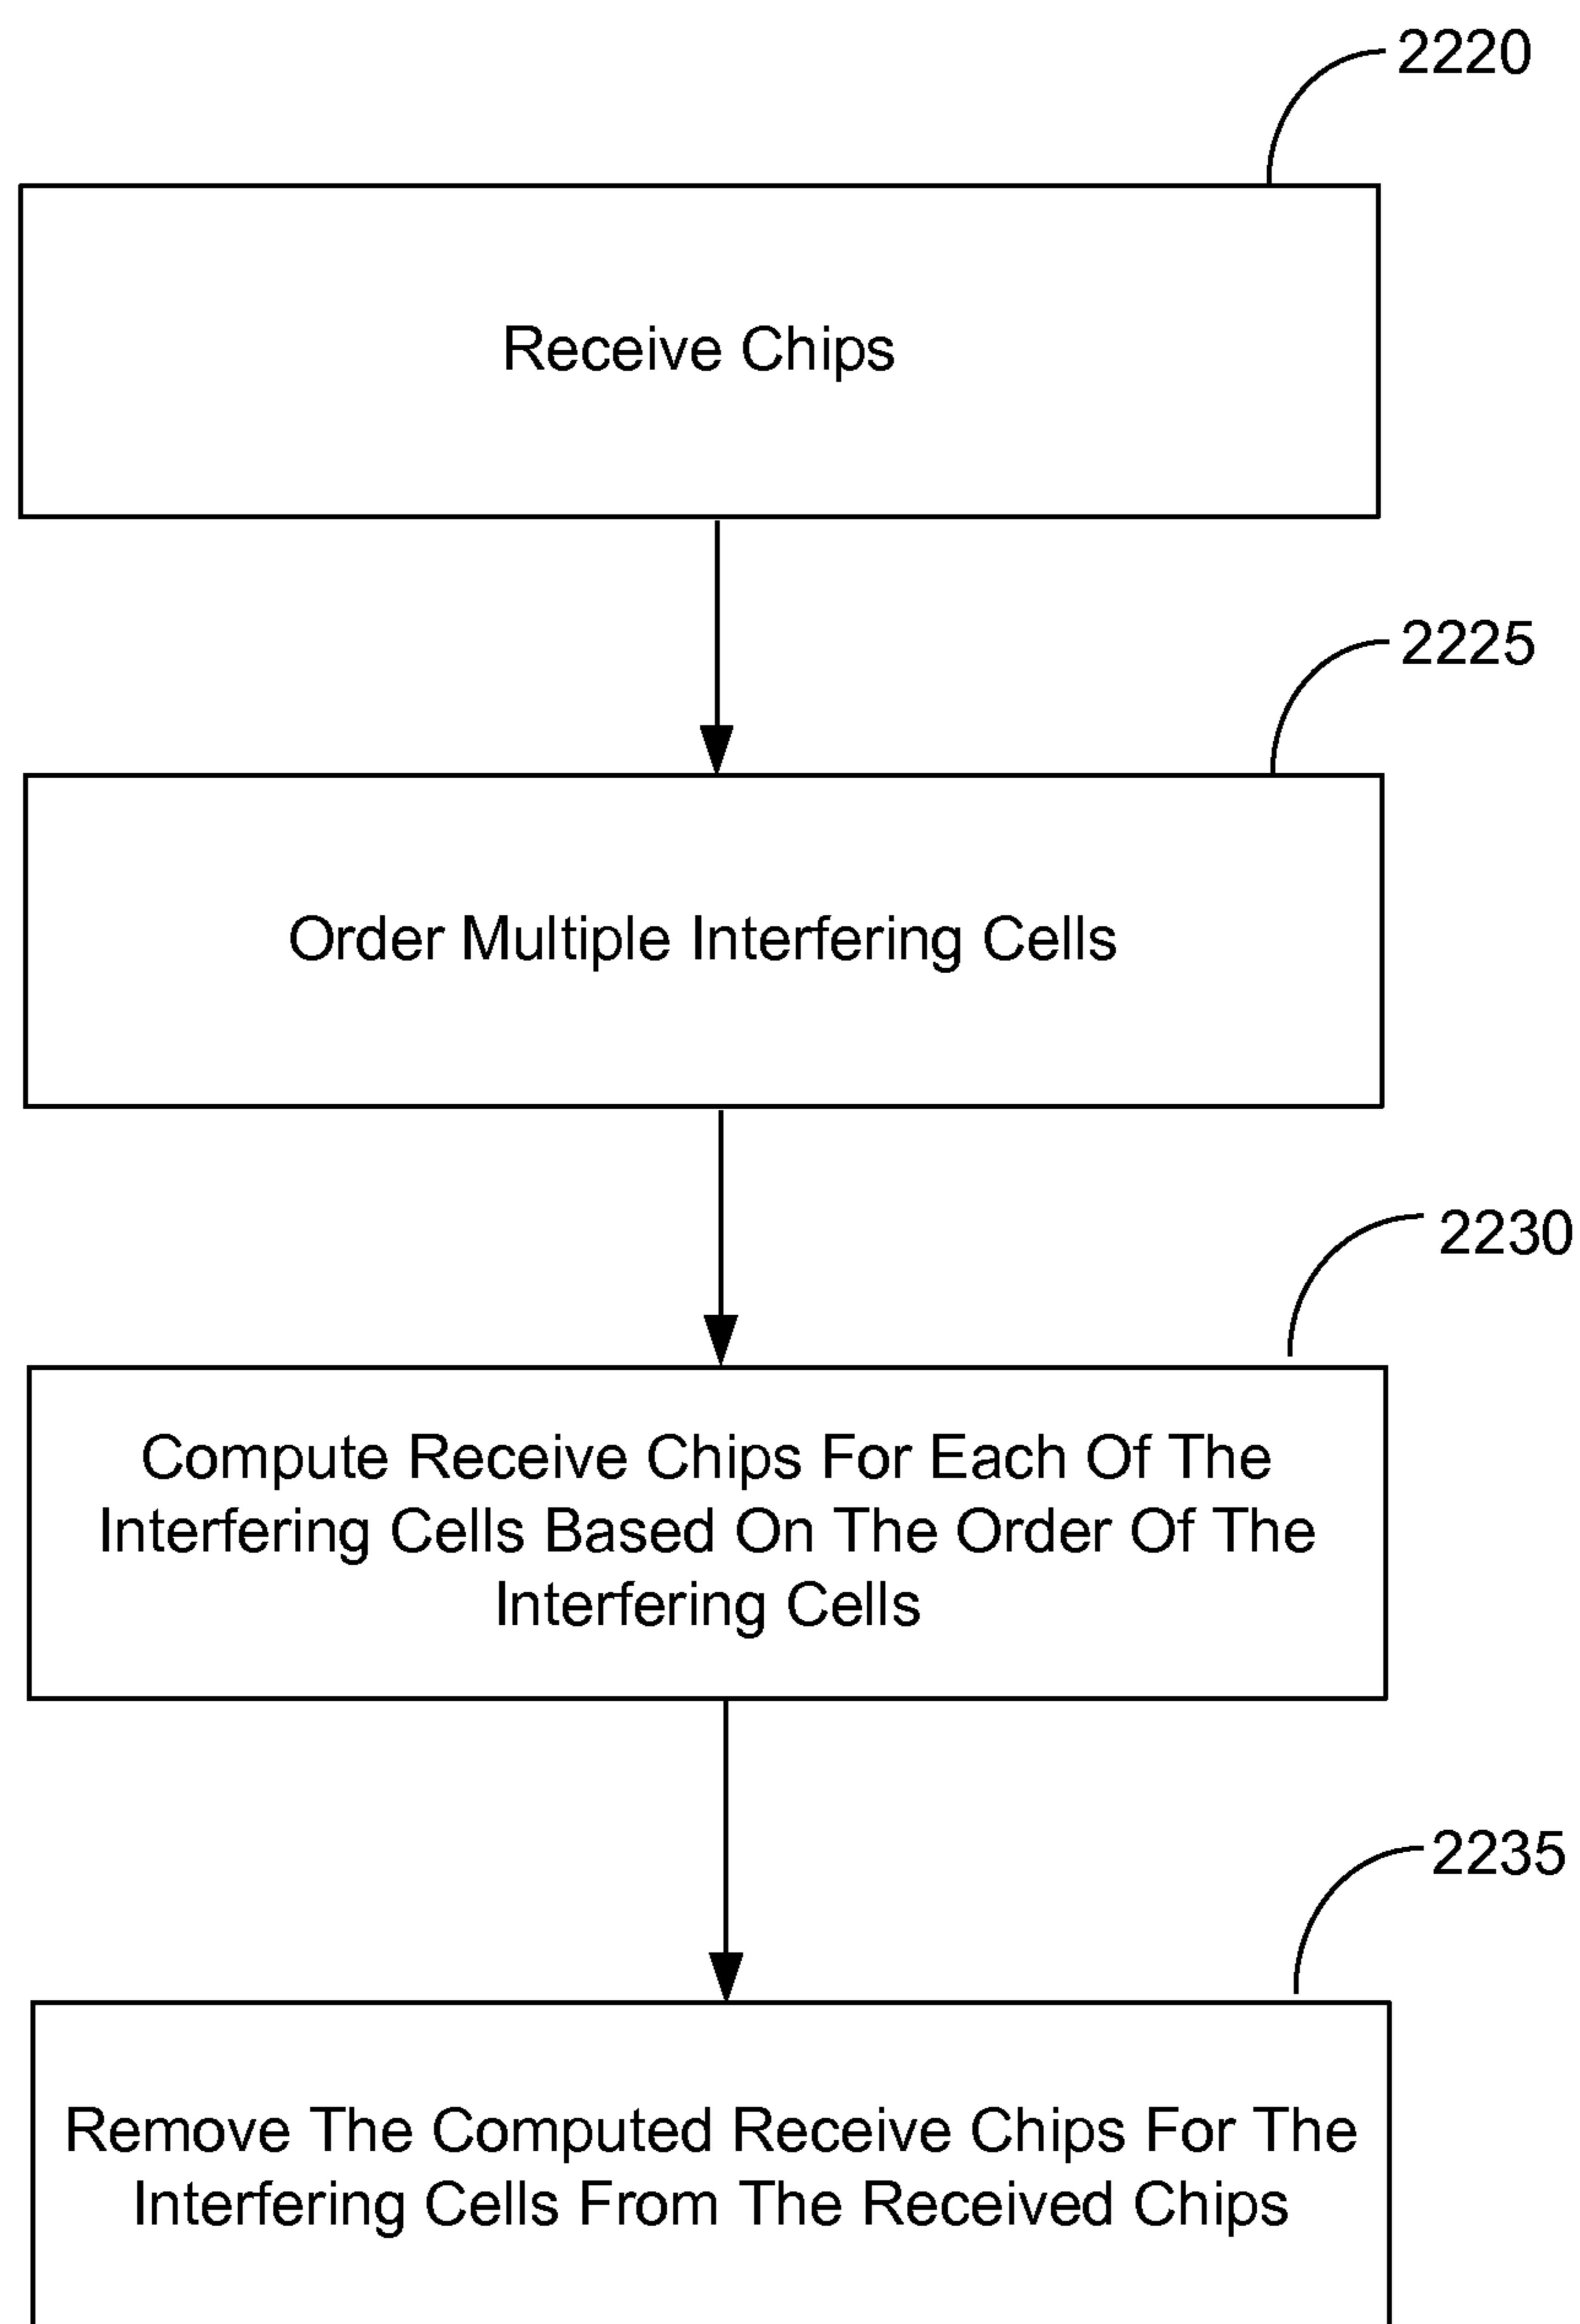 2220
Receive Chips
2225
Order Multiple Interfering Cells
2230
Compute Receive Chips For Each Of The
Interfering Cells Based On The Order Of The
Interfering Cells
2235
Remove The Computed Receive Chips For The
Interfering Cells From The Received Chips